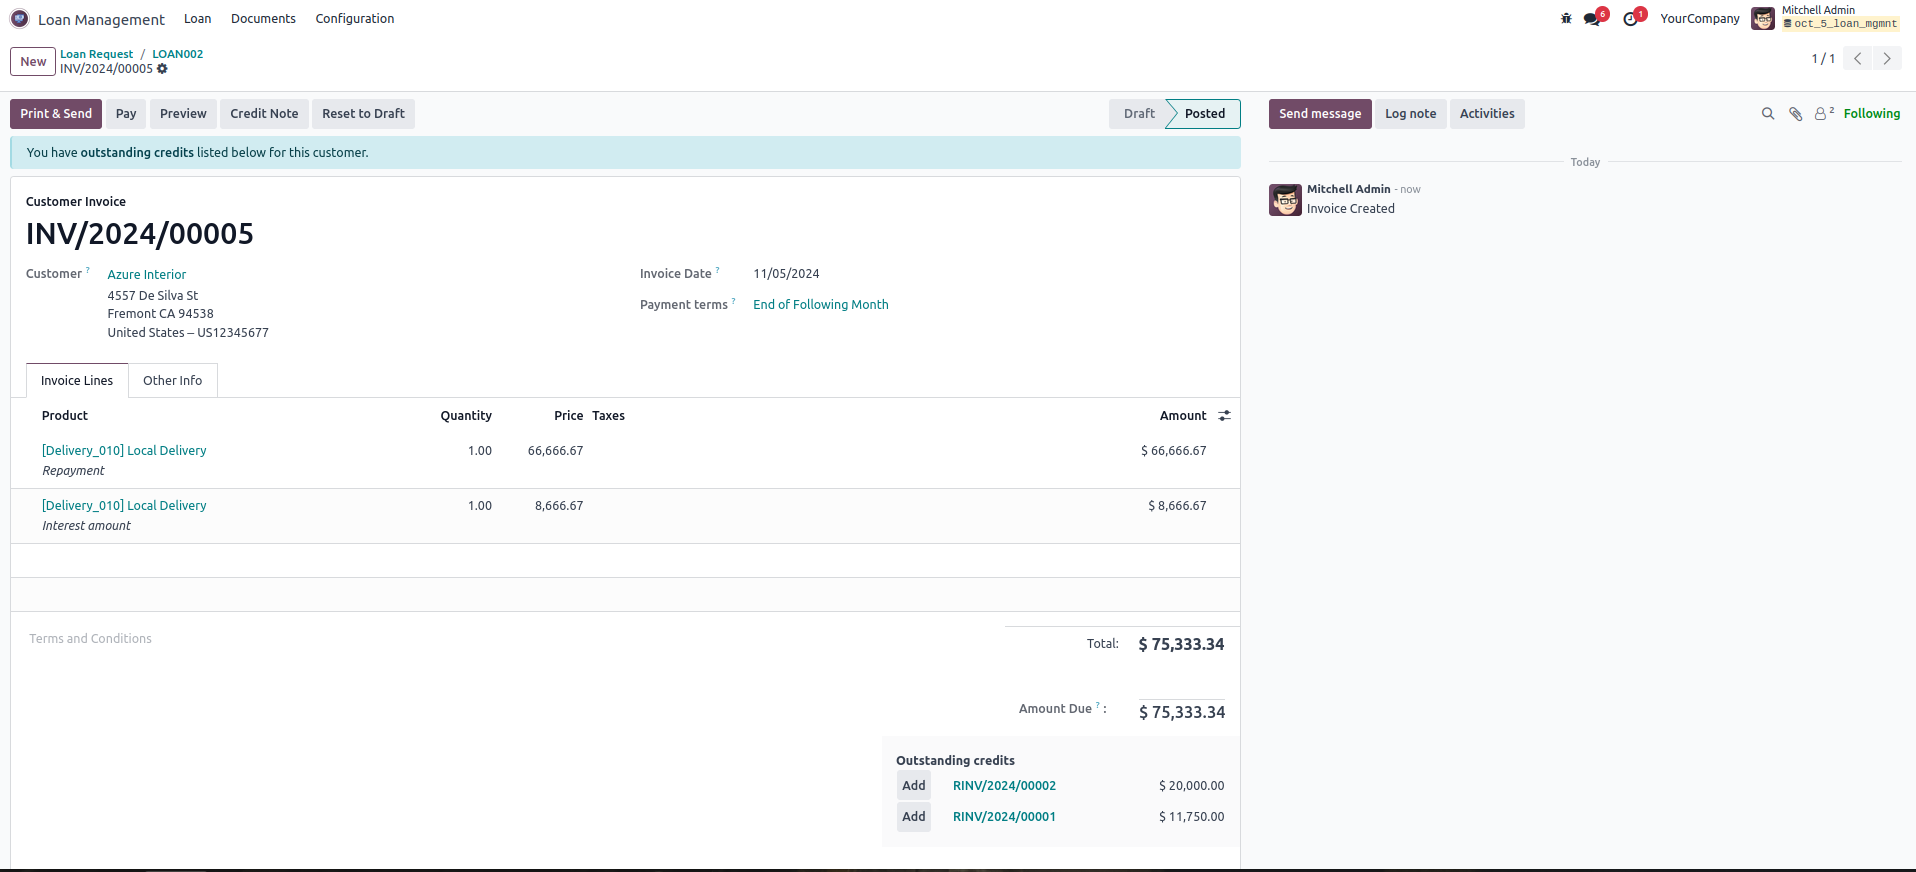 Loan Management Loan Documents Configuration 6 1 YourCompany Mitchell Admin
oct_5_loan_mgmnt
New Loan Request / LOAN002
INV/2024/00005
1 / 1
Print & Send Pay Preview Credit Note Reset to Draft Draft Posted Send message Log note Activities 2 Following
You have outstanding credits listed below for this customer.
Today
Mitchell Admin - now
Invoice Created
Customer Invoice
INV/2024/00005
Customer ? Azure Interior
4557 De Silva St
Fremont CA 94538
United States – US12345677
Invoice Date ? 11/05/2024
Payment terms ? End of Following Month
Invoice Lines Other Info
Product Quantity Price Taxes Amount
[Delivery_010] Local Delivery 1.00 66,666.67 $ 66,666.67
Repayment
[Delivery_010] Local Delivery 1.00 8,666.67 $ 8,666.67
Interest amount
Terms and Conditions
Total: $ 75,333.34
Amount Due ? : $ 75,333.34
Outstanding credits
Add RINV/2024/00002 $ 20,000.00
Add RINV/2024/00001 $ 11,750.00